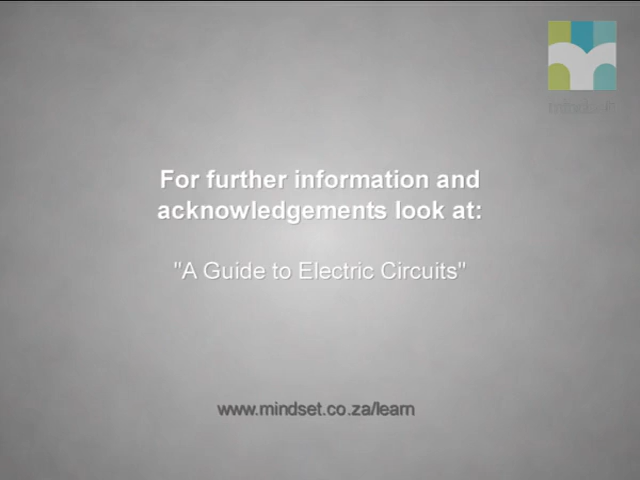 For further information and
acknowledgements look at:
"A Guide to Electric Circuits"
www.mindset.co.za/learn